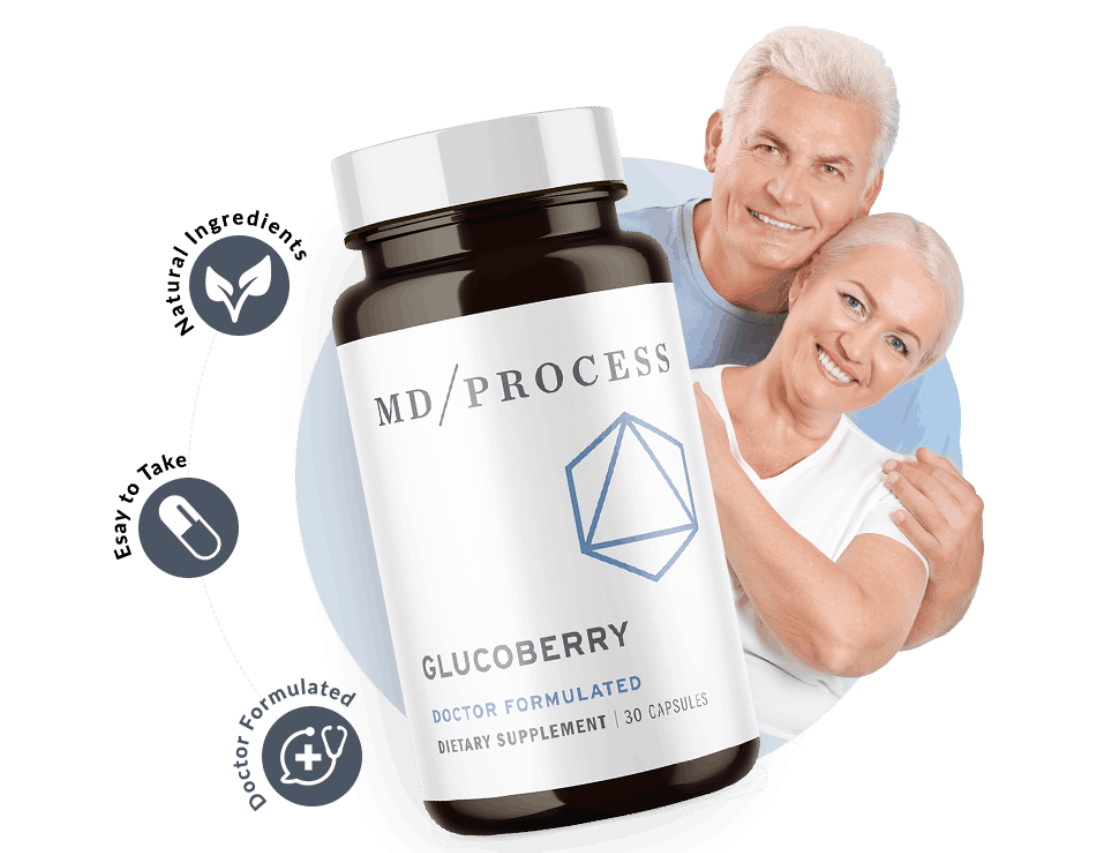 Natural Ingredients
Esay to Take
Doctor Formulated
MD/PROCESS
GLUCOBERRY
DOCTOR FORMULATED
DIETARY SUPPLEMENT | 30 CAPSULES